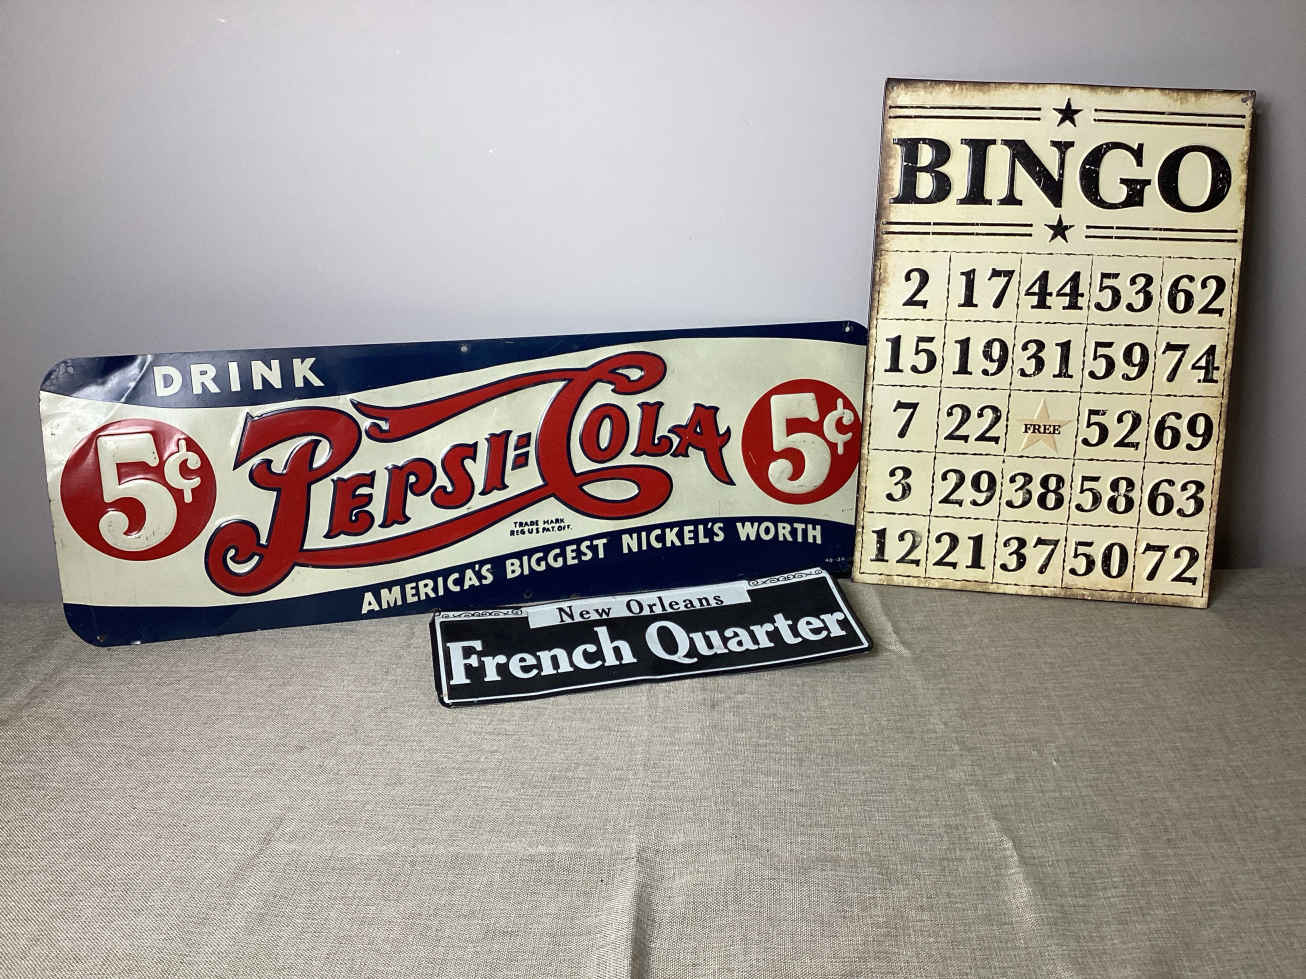 DRINK
5¢ PEPSI:COLA 5¢
TRADE MARK
REG U S PAT. OFF.
AMERICA'S BIGGEST NICKEL'S WORTH
New Orleans
French Quarter
BINGO
2 17 44 53 62
15 19 31 59 74
7 22 FREE 52 69
3 29 38 58 63
12 21 37 50 72